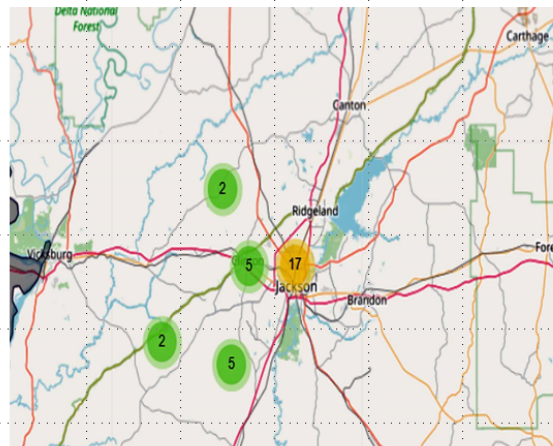 Delta National
Forest
Carthage
Canton
2
Ridgeland
Vicksburg
5
17
Fore
Jackson
Brandon
2
5